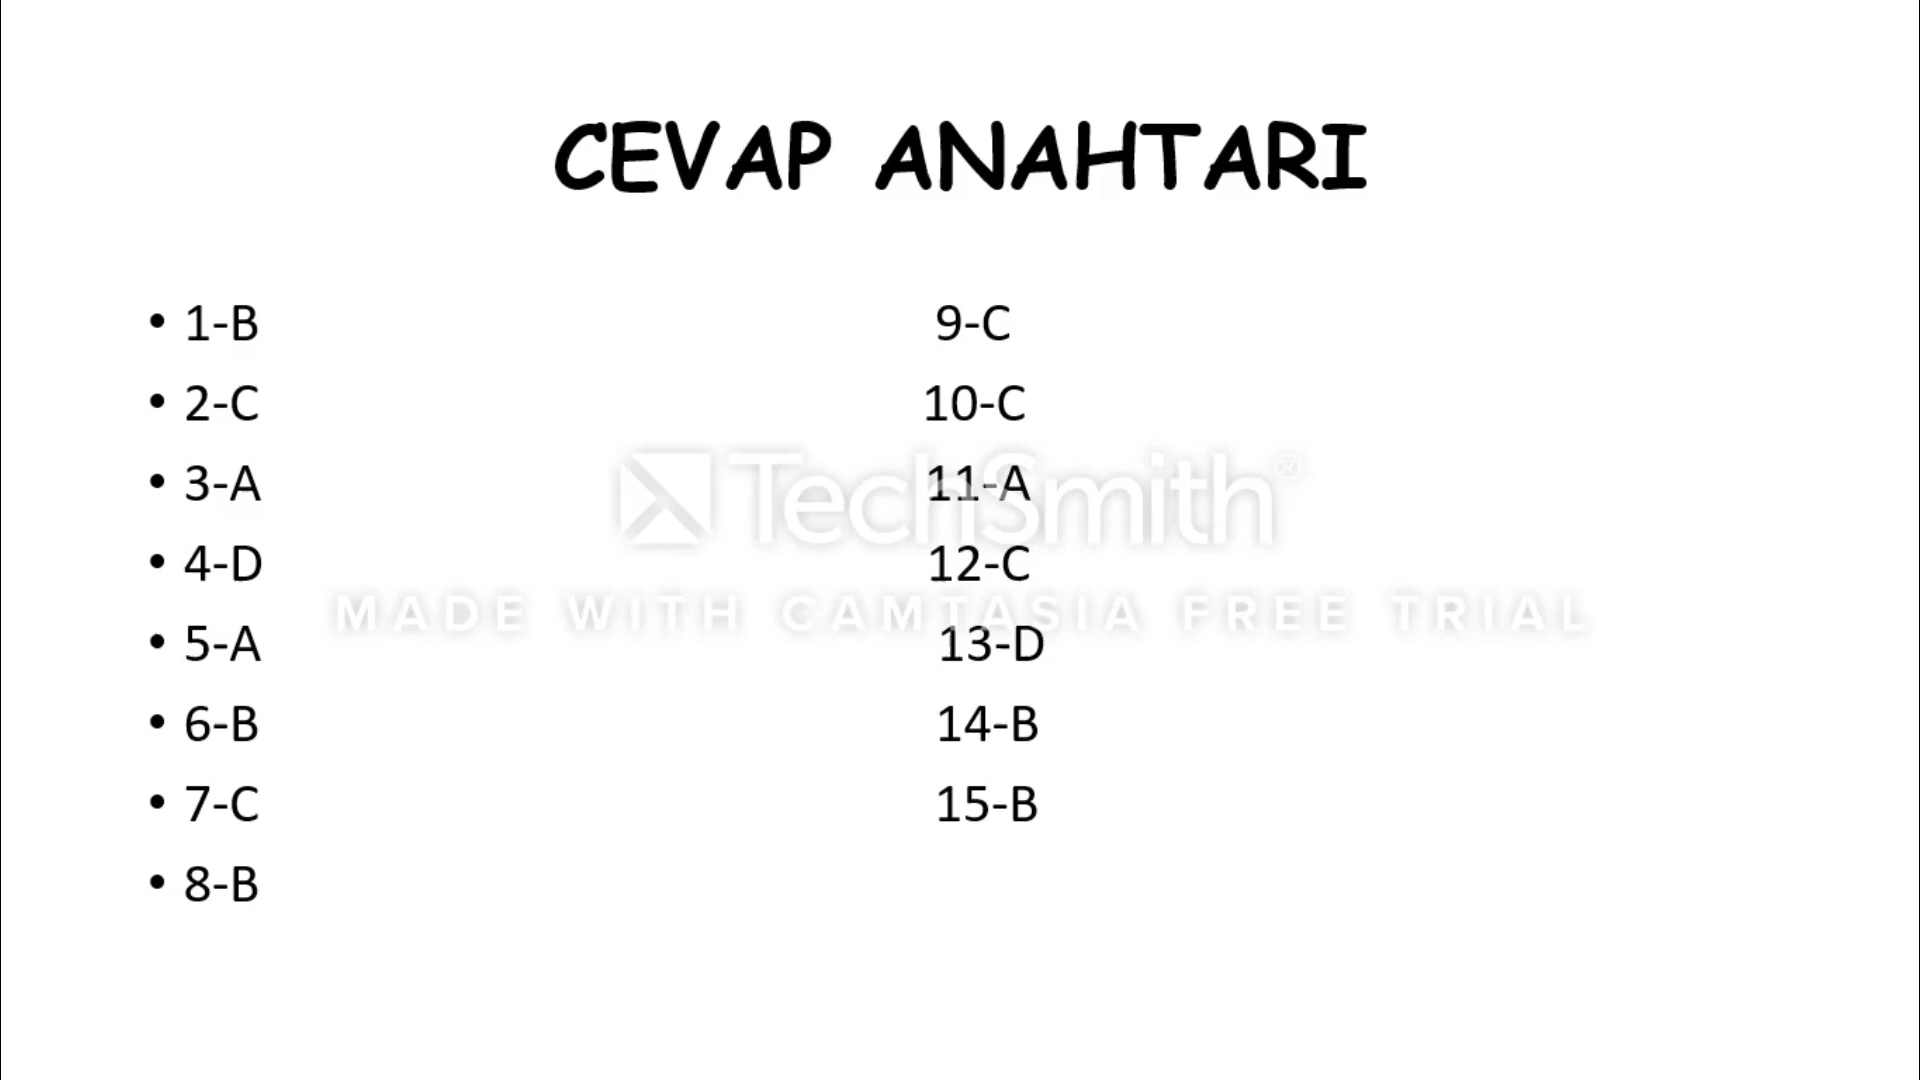 CEVAP ANAHTARI
• 1-B 9-C
• 2-C 10-C
• 3-A 11-A
• 4-D 12-C
• 5-A 13-D
• 6-B 14-B
• 7-C 15-B
• 8-B
TechSmith®
MADE WITH CAMTASIA FREE TRIAL